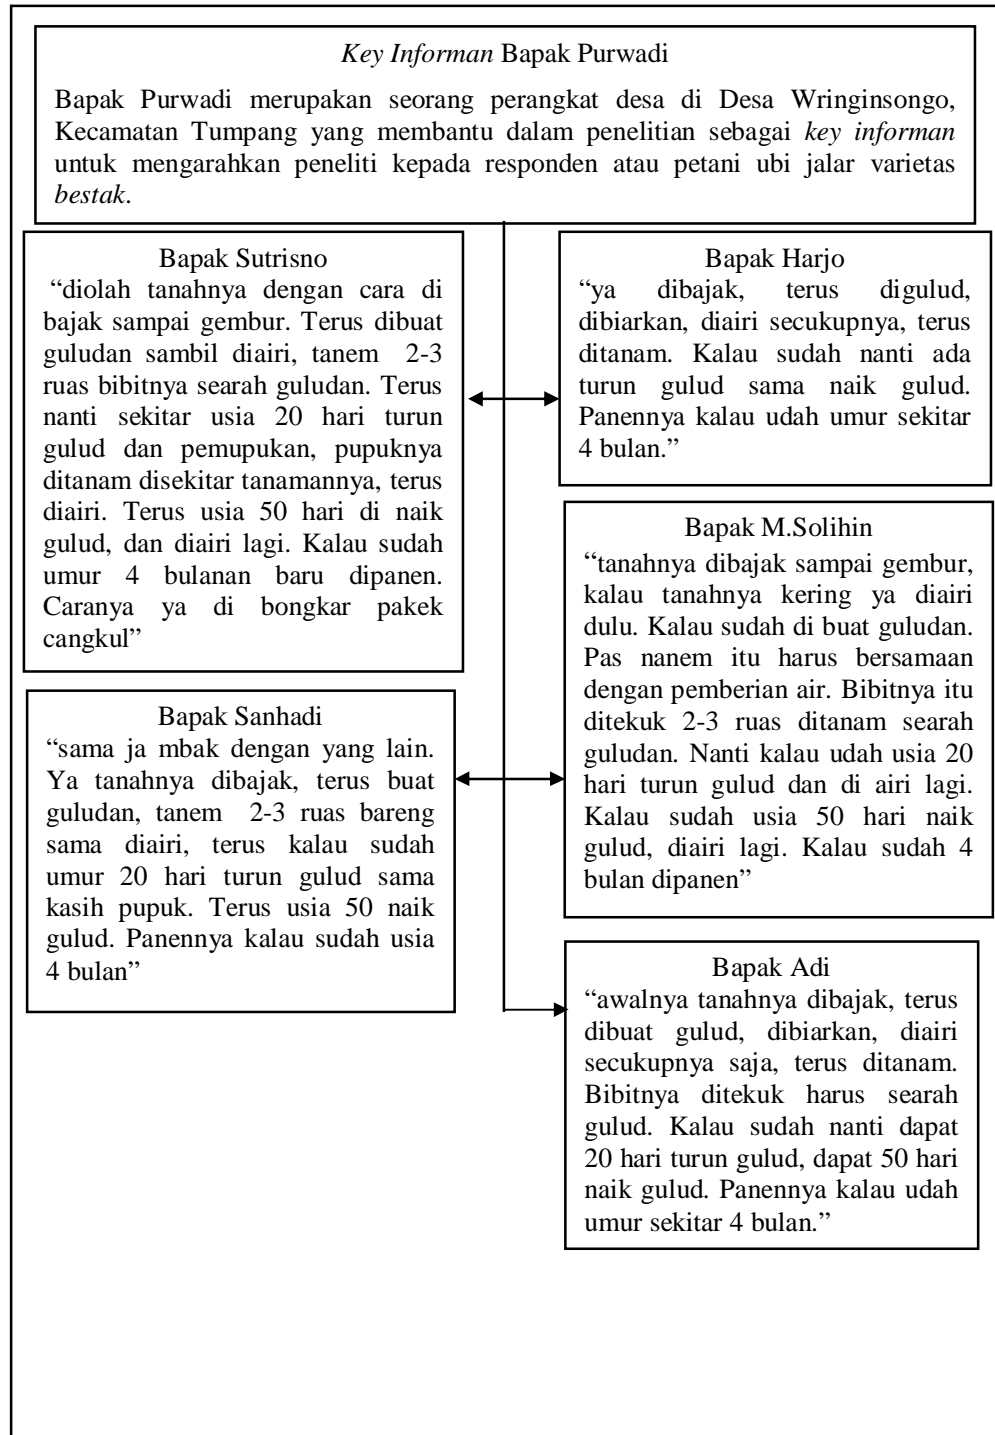 Key Informan Bapak Purwadi
Bapak Purwadi merupakan seorang perangkat desa di Desa Wringinsongo,
Kecamatan Tumpang yang membantu dalam penelitian sebagai key informan
untuk mengarahkan peneliti kepada responden atau petani ubi jalar varietas
bestak.
Bapak Sutrisno
“diolah tanahnya dengan cara di
bajak sampai gembur. Terus dibuat
guludan sambil diairi, tanem 2-3
ruas bibitnya searah guludan. Terus
nanti sekitar usia 20 hari turun
gulud dan pemupukan, pupuknya
ditanam disekitar tanamannya, terus
diairi. Terus usia 50 hari di naik
gulud, dan diairi lagi. Kalau sudah
umur 4 bulanan baru dipanen.
Caranya ya di bongkar pakek
cangkul”
Bapak Harjo
“ya dibajak, terus digulud,
dibiarkan, diairi secukupnya, terus
ditanam. Kalau sudah nanti ada
turun gulud sama naik gulud.
Panennya kalau udah umur sekitar
4 bulan.”
Bapak M.Solihin
“tanahnya dibajak sampai gembur,
kalau tanahnya kering ya diairi
dulu. Kalau sudah di buat guludan.
Pas nanem itu harus bersamaan
dengan pemberian air. Bibitnya itu
ditekuk 2-3 ruas ditanam searah
guludan. Nanti kalau udah usia 20
hari turun gulud dan di airi lagi.
Kalau sudah usia 50 hari naik
gulud, diairi lagi. Kalau sudah 4
bulan dipanen”
Bapak Sanhadi
“sama ja mbak dengan yang lain.
Ya tanahnya dibajak, terus buat
guludan, tanem 2-3 ruas bareng
sama diairi, terus kalau sudah
umur 20 hari turun gulud sama
kasih pupuk. Terus usia 50 naik
gulud. Panennya kalau sudah usia
4 bulan”
Bapak Adi
“awalnya tanahnya dibajak, terus
dibuat gulud, dibiarkan, diairi
secukupnya saja, terus ditanam.
Bibitnya ditekuk harus searah
gulud. Kalau sudah nanti dapat
20 hari turun gulud, dapat 50 hari
naik gulud. Panennya kalau udah
umur sekitar 4 bulan.”